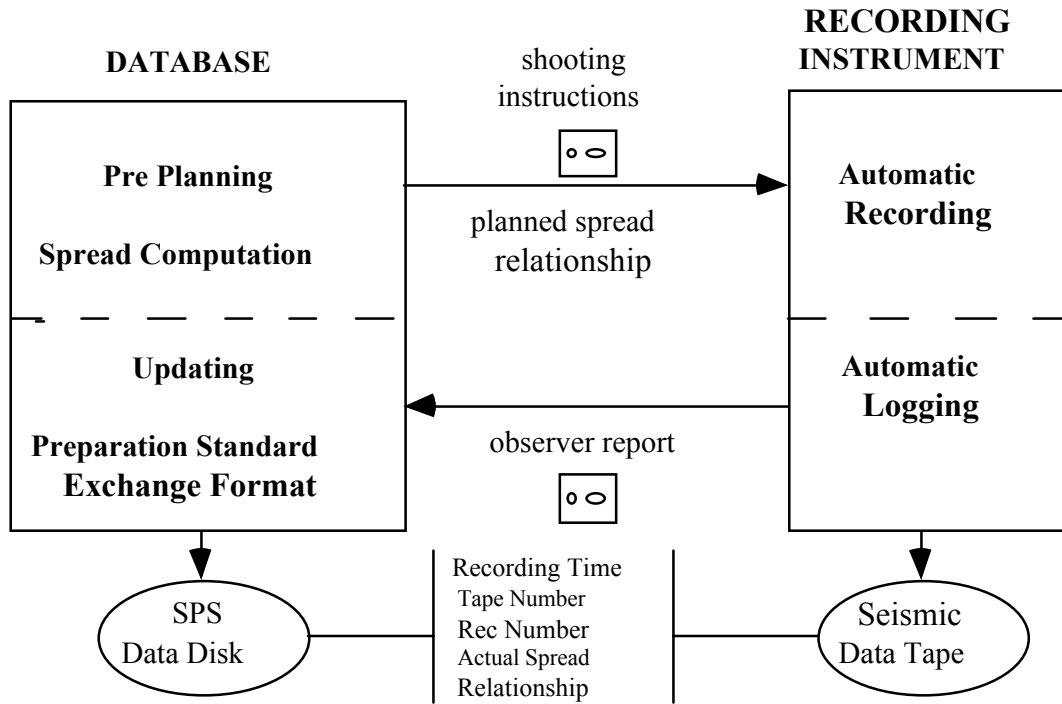 DATABASE
shooting
instructions
RECORDING
INSTRUMENT
Pre Planning
Spread Computation
planned spread
relationship
Automatic
Recording
Updating
Preparation Standard
Exchange Format
observer report
Automatic
Logging
SPS
Data Disk
Recording Time
Tape Number
Rec Number
Actual Spread
Relationship
Seismic
Data Tape